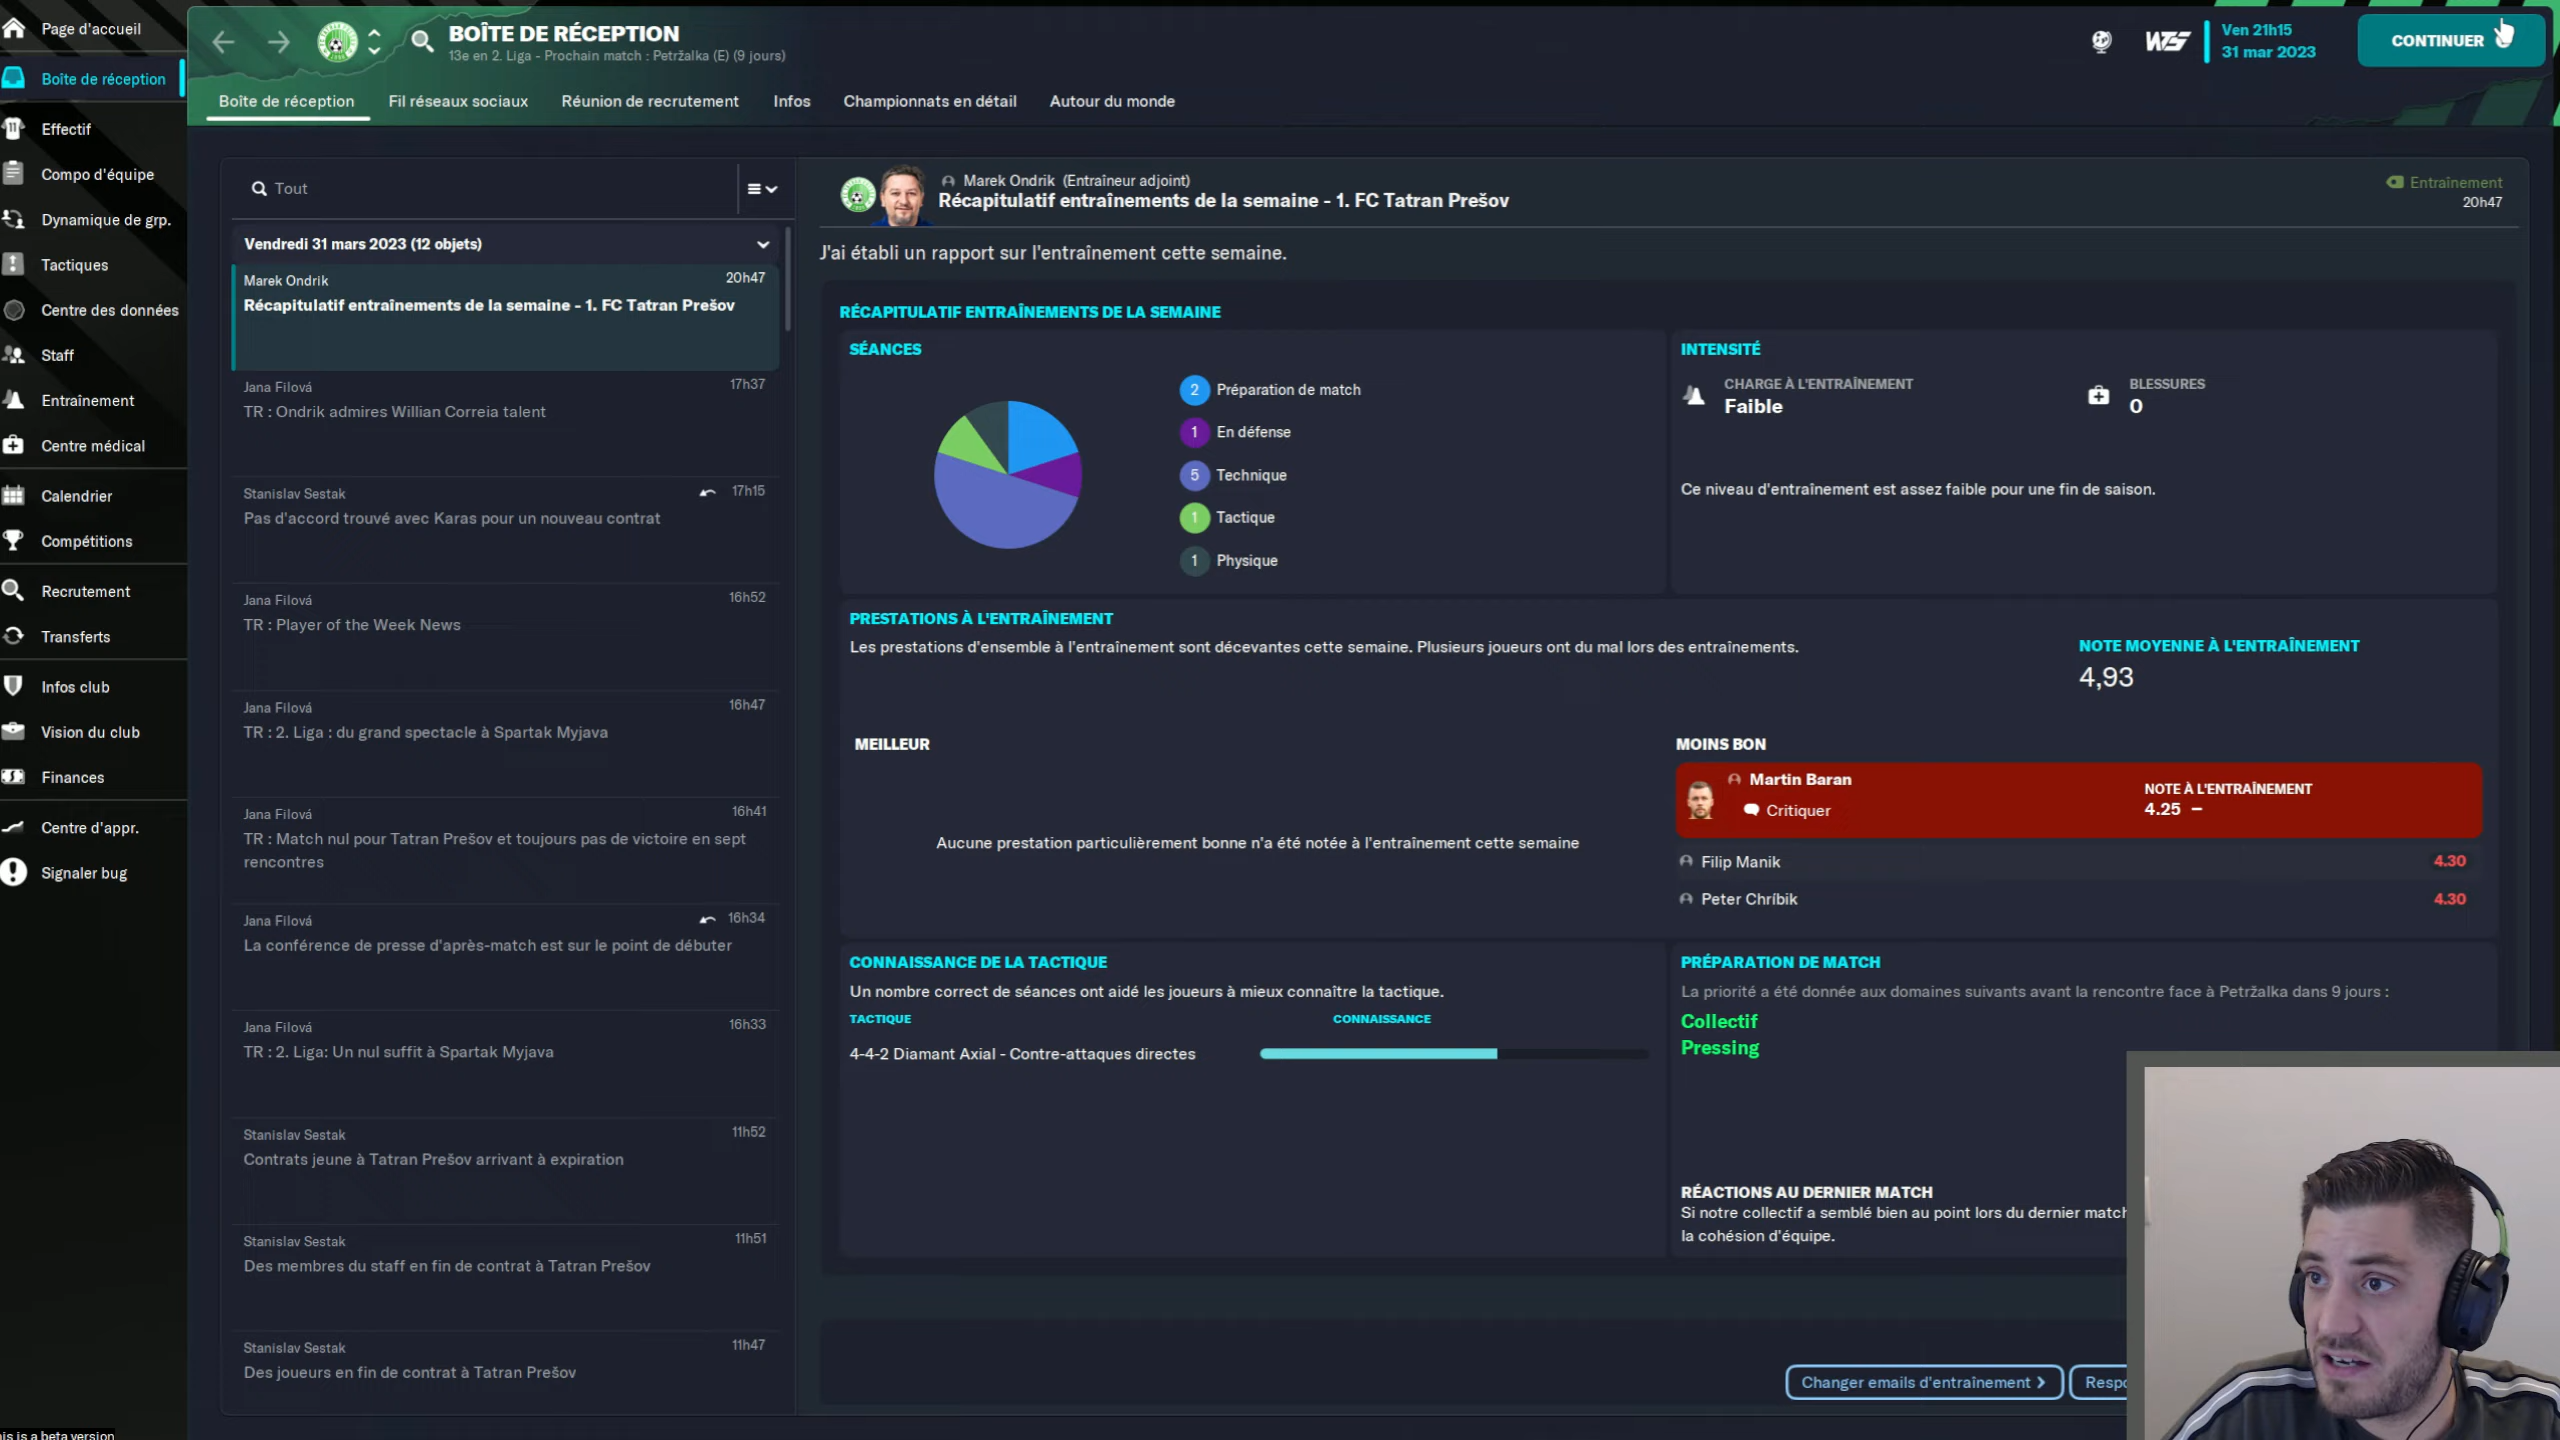 Page d'accueil
Boîte de réception
Effectif
Compo d'équipe
Dynamique de grp.
Tactiques
Centre des données
Staff
Entraînement
Centre médical
Calendrier
Compétitions
Recrutement
Transferts
Infos club
Vision du club
Finances
Centre d'appr.
Signaler bug
is is a beta version
BOÎTE DE RÉCEPTION
13e en 2. Liga - Prochain match : Petržalka (E) (9 jours)
Ven 21h15
31 mar 2023
CONTINUER
Boîte de réception Fil réseaux sociaux Réunion de recrutement Infos Championnats en détail Autour du monde
Tout
Vendredi 31 mars 2023 (12 objets)
Marek Ondrik 20h47
Récapitulatif entraînements de la semaine - 1. FC Tatran Prešov
Jana Filová 17h37
TR : Ondrik admires Willian Correia talent
Stanislav Sestak 17h15
Pas d'accord trouvé avec Karas pour un nouveau contrat
Jana Filová 16h52
TR : Player of the Week News
Jana Filová 16h47
TR : 2. Liga : du grand spectacle à Spartak Myjava
Jana Filová 16h41
TR : Match nul pour Tatran Prešov et toujours pas de victoire en sept
rencontres
Jana Filová 16h34
La conférence de presse d'après-match est sur le point de débuter
Jana Filová 16h33
TR : 2. Liga: Un nul suffit à Spartak Myjava
Stanislav Sestak 11h52
Contrats jeune à Tatran Prešov arrivant à expiration
Stanislav Sestak 11h51
Des membres du staff en fin de contrat à Tatran Prešov
Stanislav Sestak 11h47
Des joueurs en fin de contrat à Tatran Prešov
Marek Ondrik (Entraîneur adjoint)
Récapitulatif entraînements de la semaine - 1. FC Tatran Prešov
Entraînement
20h47
J'ai établi un rapport sur l'entraînement cette semaine.
RÉCAPITULATIF ENTRAÎNEMENTS DE LA SEMAINE
SÉANCES
2 Préparation de match
1 En défense
5 Technique
1 Tactique
1 Physique
INTENSITÉ
CHARGE À L'ENTRAÎNEMENT
Faible
BLESSURES
0
Ce niveau d'entraînement est assez faible pour une fin de saison.
PRESTATIONS À L'ENTRAÎNEMENT
Les prestations d'ensemble à l'entraînement sont décevantes cette semaine. Plusieurs joueurs ont du mal lors des entraînements.
NOTE MOYENNE À L'ENTRAÎNEMENT
4,93
MEILLEUR
Aucune prestation particulièrement bonne n'a été notée à l'entraînement cette semaine
MOINS BON
Martin Baran
Critiquer
NOTE À L'ENTRAÎNEMENT
4.25 –
Filip Manik 4.30
Peter Chríbik 4.30
CONNAISSANCE DE LA TACTIQUE
Un nombre correct de séances ont aidé les joueurs à mieux connaître la tactique.
TACTIQUE CONNAISSANCE
4-4-2 Diamant Axial - Contre-attaques directes
PRÉPARATION DE MATCH
La priorité a été donnée aux domaines suivants avant la rencontre face à Petržalka dans 9 jours :
Collectif
Pressing
RÉACTIONS AU DERNIER MATCH
Si notre collectif a semblé bien au point lors du dernier match
la cohésion d'équipe.
Changer emails d'entraînement
Respo